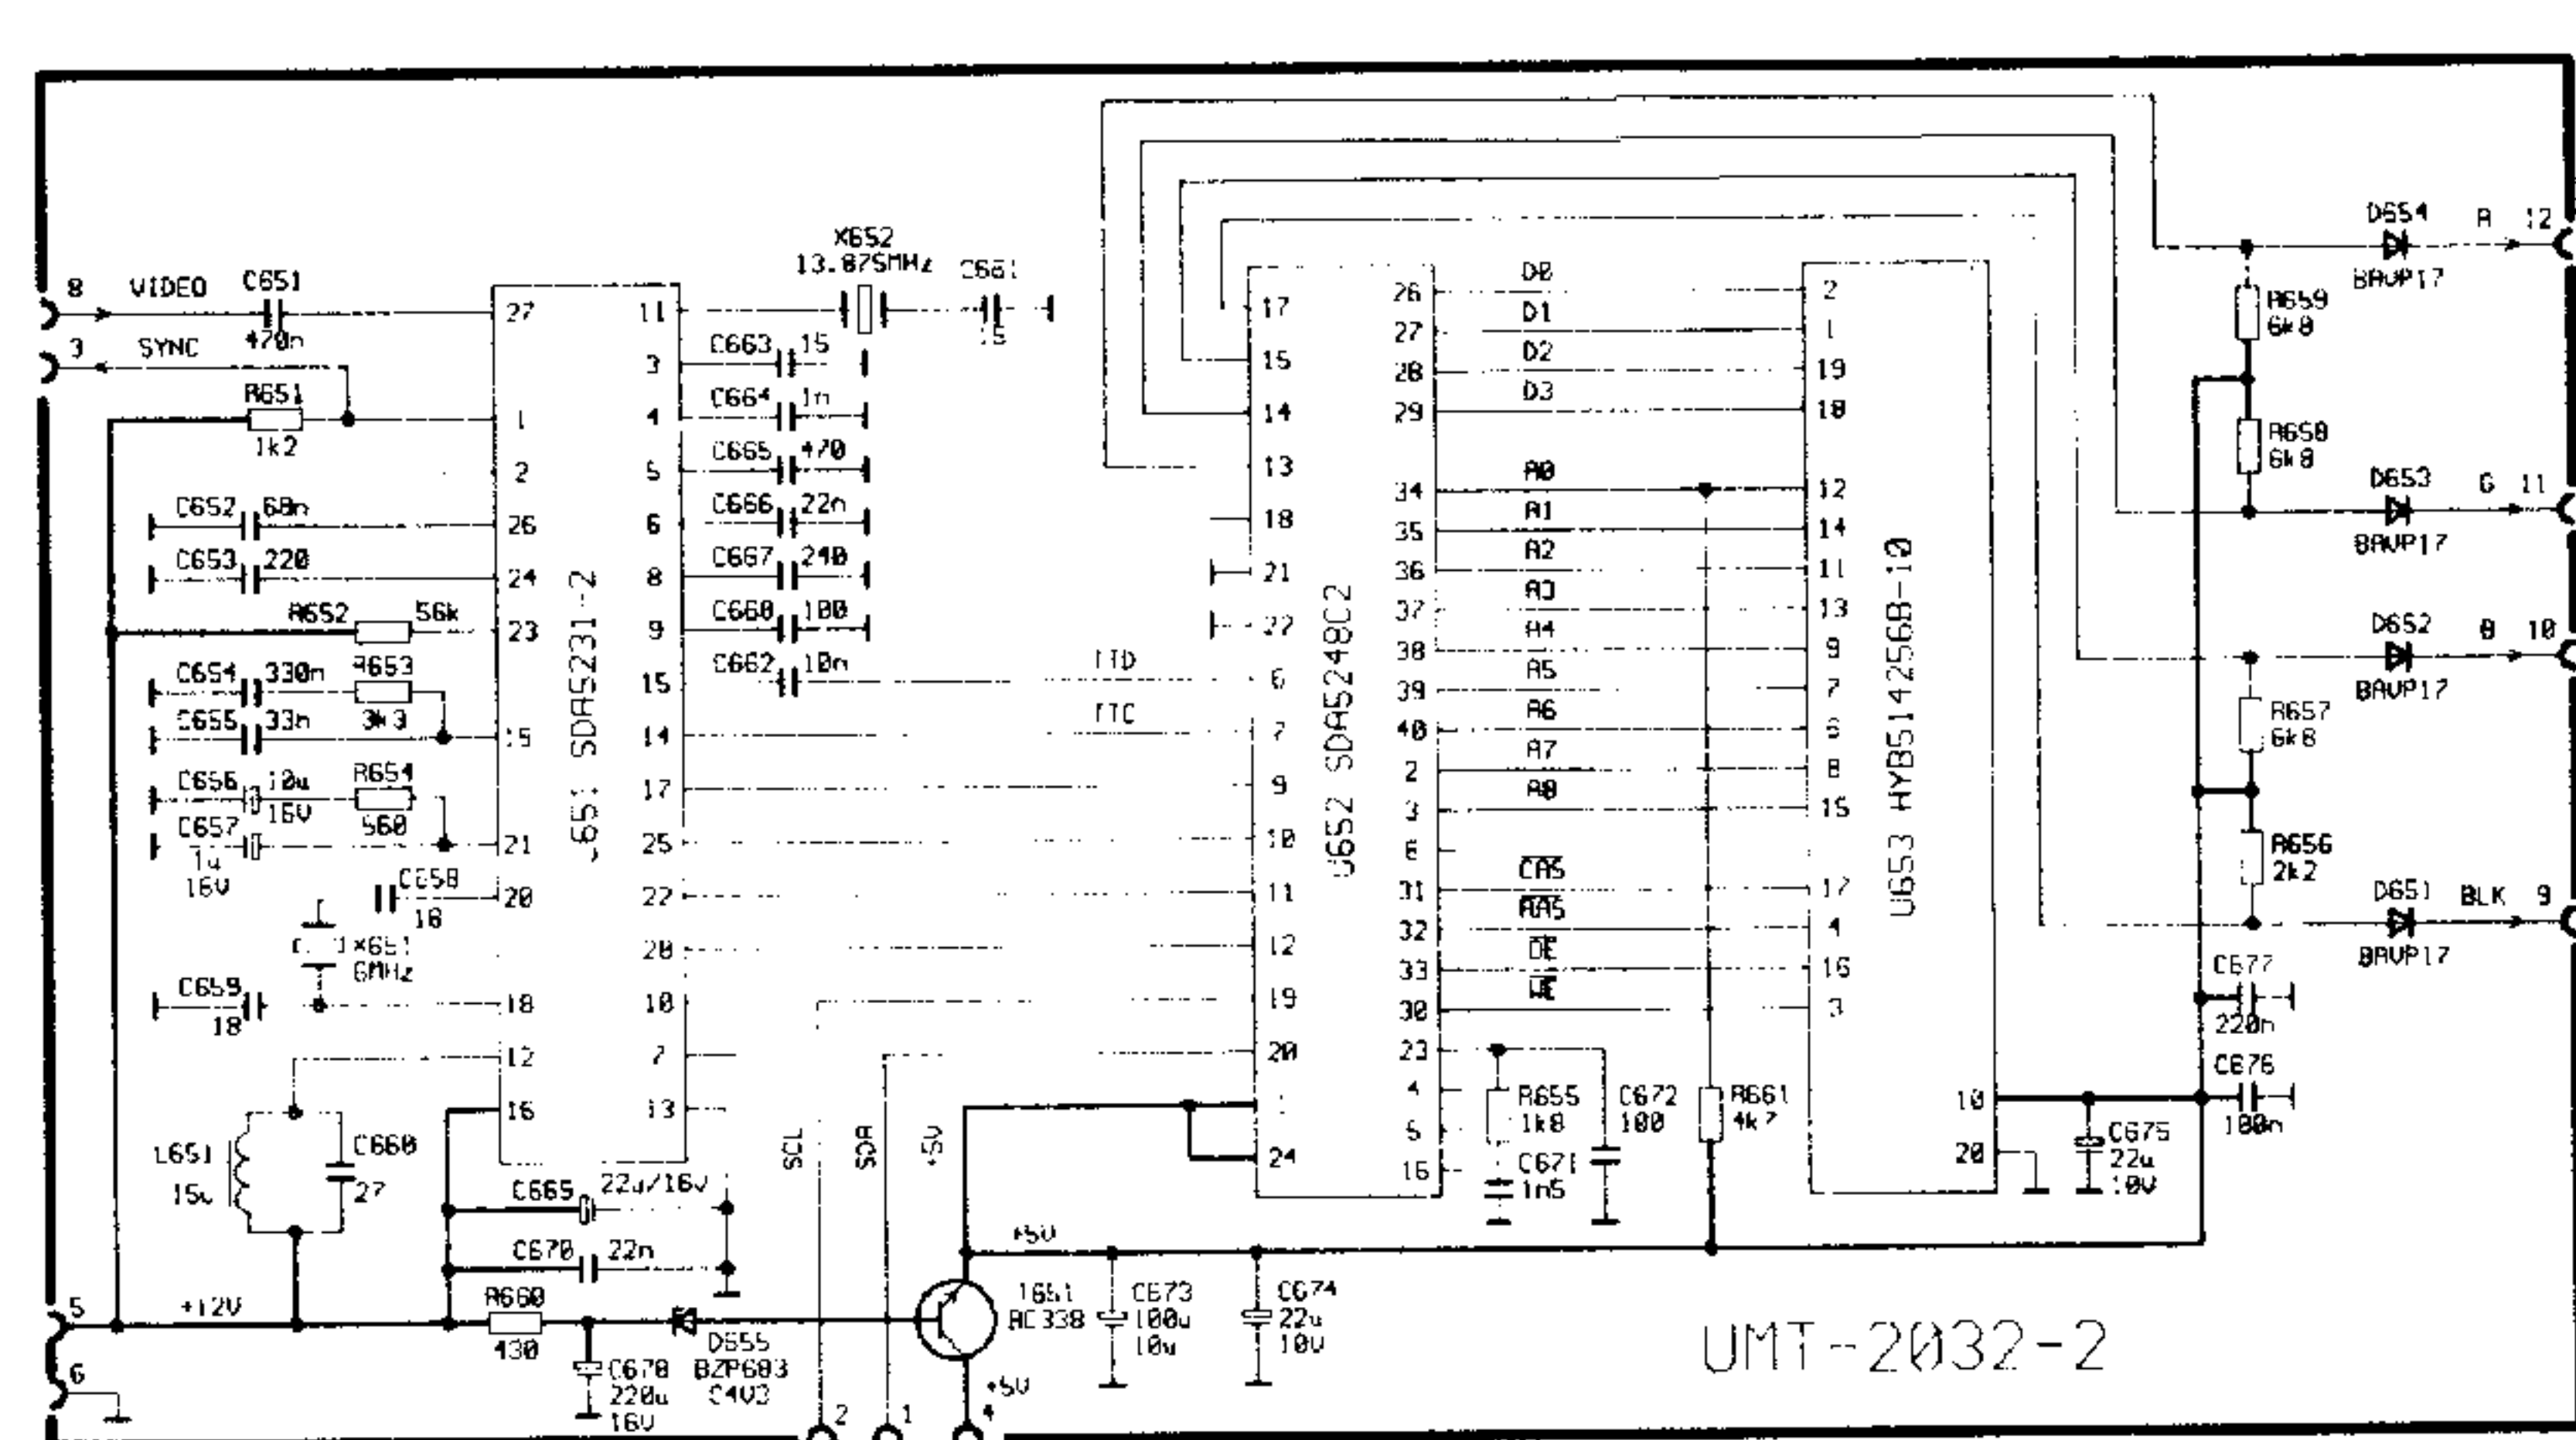 8 VIDEO C651
470n
3 SYNC
R651
1k2
C652 68n
C653 220
R652 56k
C654 330n R653
3k3
C655 33n
C656 10u R654
16V 560
C657
1u
16V
C658
18
X651
6MHz
C659
18
L651
C660
27
27
1
2
26
24
23
15
21
20
18
12
16
SDA5231-2
11
3
4
5
6
8
9
15
14
17
25
22
28
10
7
13
X652
13.875MHz
C661
15
C663 15
C664 1n
C665 470
C666 22n
C667 240
C668 100
C662 10n
TTD
TTC
C669 22u/16V
C670 22n
5 +12V
R660
430
6
C678
220u
16V
D655
BZP683
C4V3
SCL
SDA
+5V
2
1
4
+5V
+5V
T651
BC338
C673
100u
C674
22u
10V
17
15
14
13
18
21
22
6
7
9
10
11
12
19
20
1
24
U652 SDA5248C2
26
27
28
29
34
35
36
37
38
39
40
2
3
8
31
32
33
30
23
4
5
16
D0
D1
D2
D3
A0
A1
A2
A3
A4
A5
A6
A7
A8
CAS
RAS
OE
WE
R655
1k8
C671
1n5
C672
100
R661
4k7
2
1
19
18
12
14
11
13
9
7
6
8
15
17
4
16
3
U653 HYB514256B-10
10
20
C675
22u
10V
C676
100n
C677
220n
D654 R 12
BAVP17
R659
6k8
R658
6k8
D653 G 11
BAVP17
D652 B 10
BAVP17
R657
6k8
R656
2k2
D651 BLK 9
BAVP17
UMT-2032-2